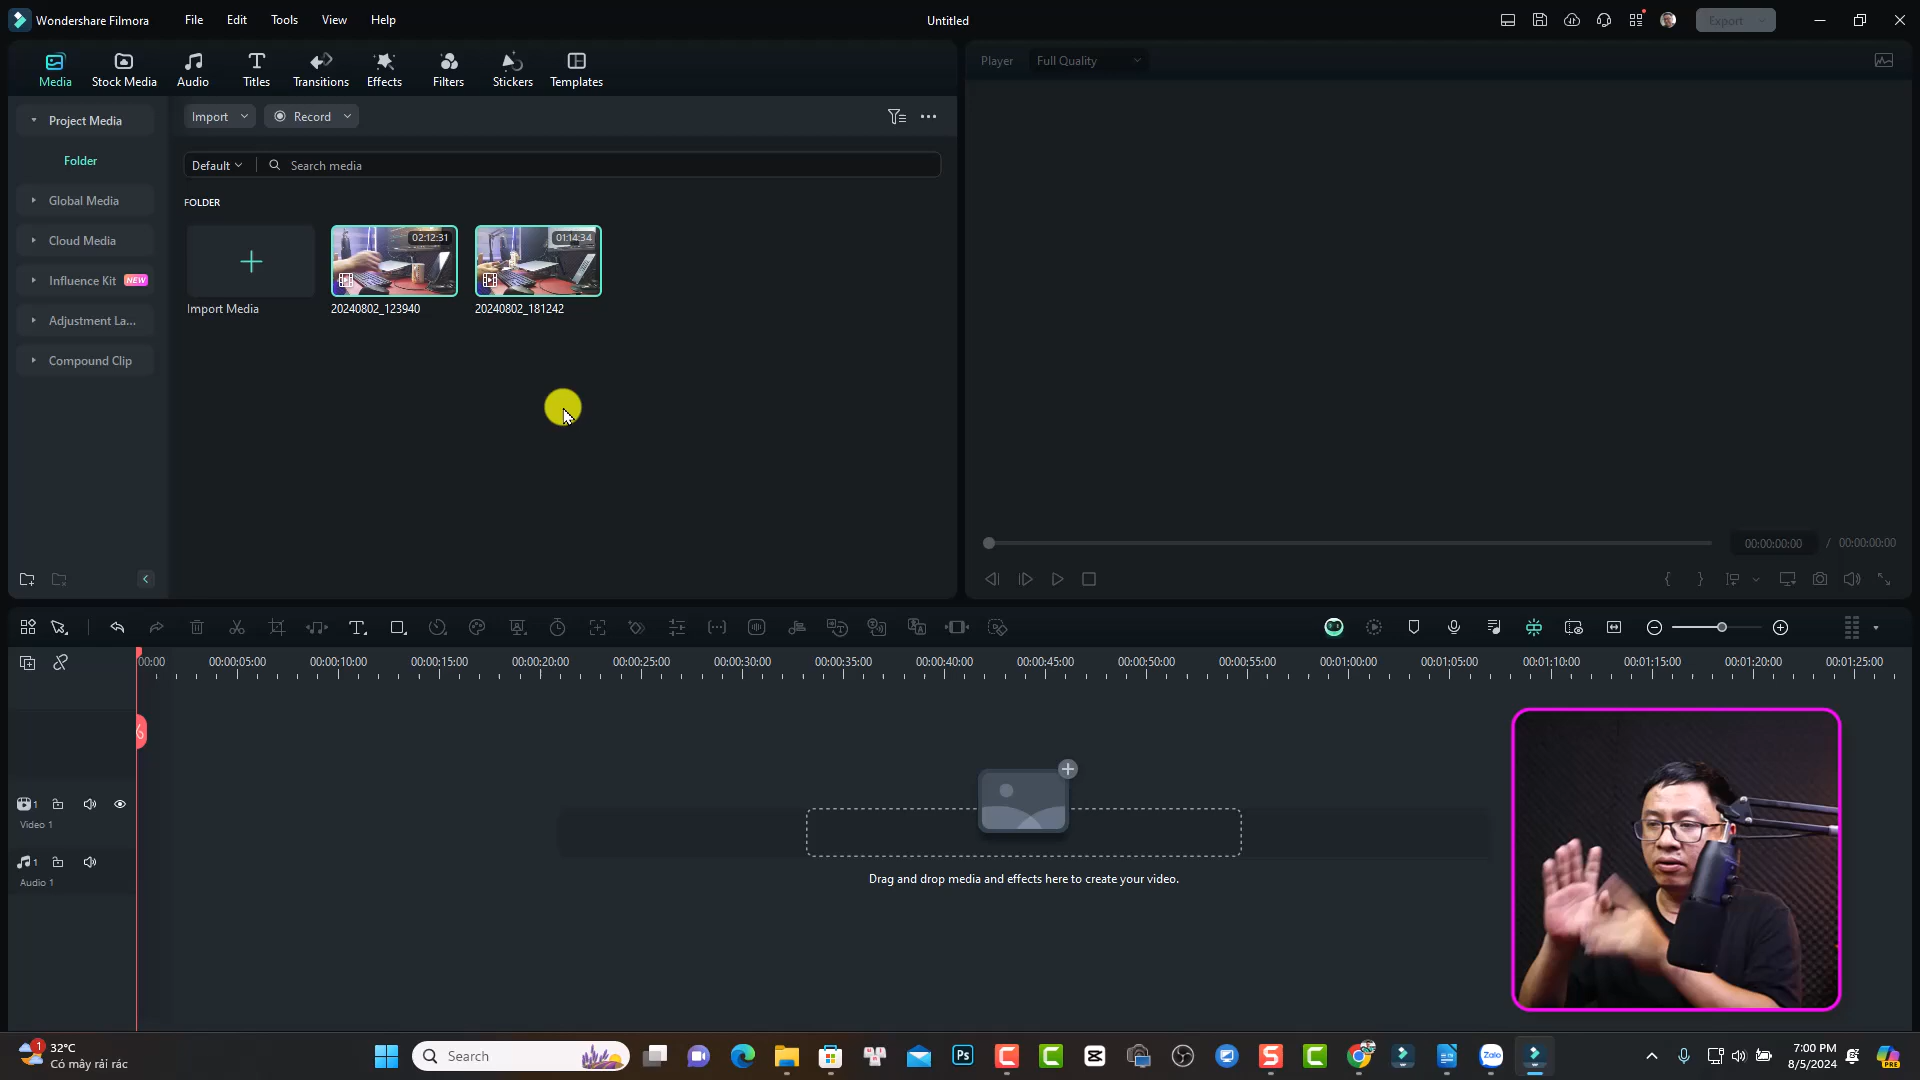 Wondershare Filmora
File
Edit
Tools
View
Help
Untitled
Export
Media
Stock Media
Audio
Titles
Transitions
Effects
Filters
Stickers
Templates
Player
Full Quality
Project Media
Folder
Global Media
Cloud Media
Influence Kit NEW
Adjustment La...
Compound Clip
Import
Record
Default
Search media
FOLDER
02:12:31
01:14:34
Import Media
20240802_123940
20240802_181242
00:00:00:00 / 00:00:00:00
00:00 00:00:05:00 00:00:10:00 00:00:15:00 00:00:20:00 00:00:25:00 00:00:30:00 00:00:35:00 00:00:40:00 00:00:45:00 00:00:50:00 00:00:55:00 00:01:00:00 00:01:05:00 00:01:10:00 00:01:15:00 00:01:20:00 00:01:25:00
1
Video 1
1
Audio 1
Drag and drop media and effects here to create your video.
1
32°C
Có mây rải rác
Search
Ps
Zalo
7:00 PM
8/5/2024
PRE